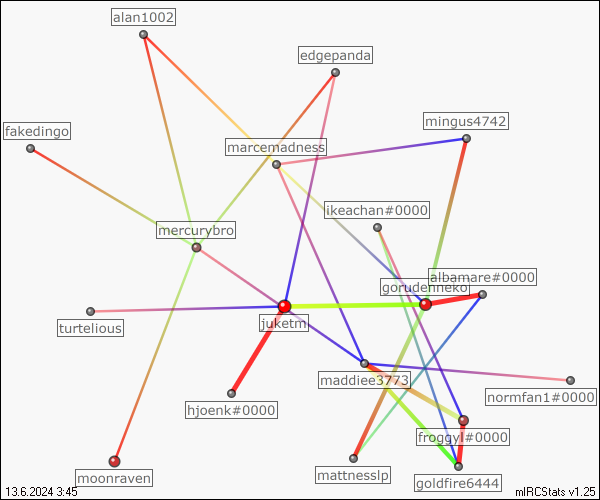 alan1002
edgepanda
mingus4742
fakedingo
marcemadness
ikeachan#0000
mercurybro
albamare#0000
gorudenneko
juketm
turtelious
maddiee3773
normfan1#0000
hjoenk#0000
froggyl#0000
moonraven
mattnesslp
goldfire6444
13.6.2024 3:45
mIRCStats v1.25